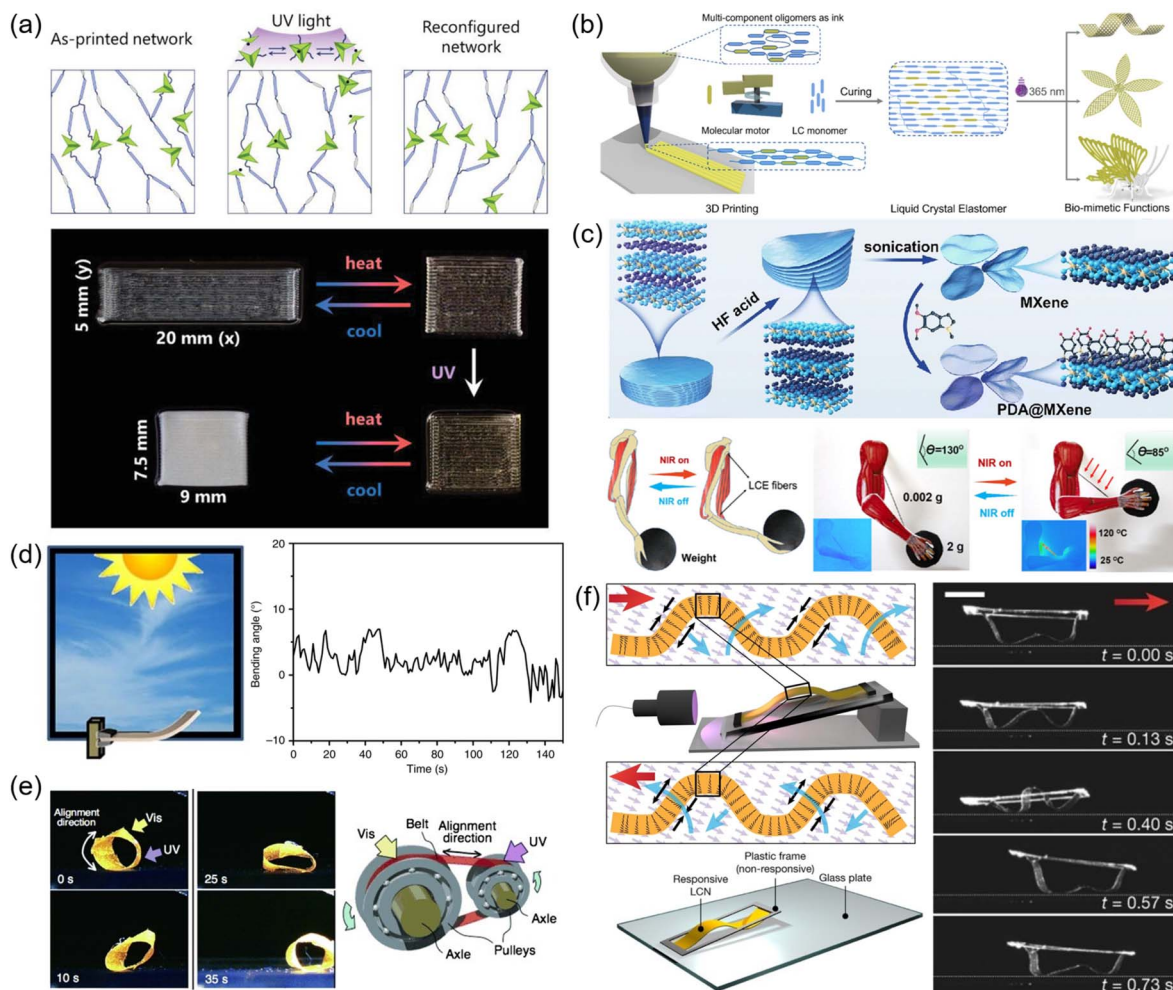 (a)
UV light
As-printed network
Reconfigured
network
5 mm (y)
20 mm (x)
heat
cool
UV
7.5 mm
9 mm
heat
cool
(b)
Multi-component oligomers as ink
Molecular motor
LC monomer
Curing
365 nm
3D Printing
Liquid Crystal Elastomer
Bio-mimetic Functions
(c)
HF acid
sonication
MXene
PDA@MXene
NIR on
NIR off
LCE fibers
Weight
Θ=130°
0.002 g
2 g
NIR on
NIR off
Θ=85°
120 °C
25 °C
(d)
Bending angle (°)
20
10
0
−10
0 20 40 60 80 100 120 140
Time (s)
(e)
Alignment
direction
Vis
UV
0 s
25 s
10 s
35 s
Vis
Belt
Alignment
direction
UV
Axle
Axle
Pulleys
(f)
Responsive
LCN
Plastic frame
(non-responsive)
Glass plate
t = 0.00 s
t = 0.13 s
t = 0.40 s
t = 0.57 s
t = 0.73 s